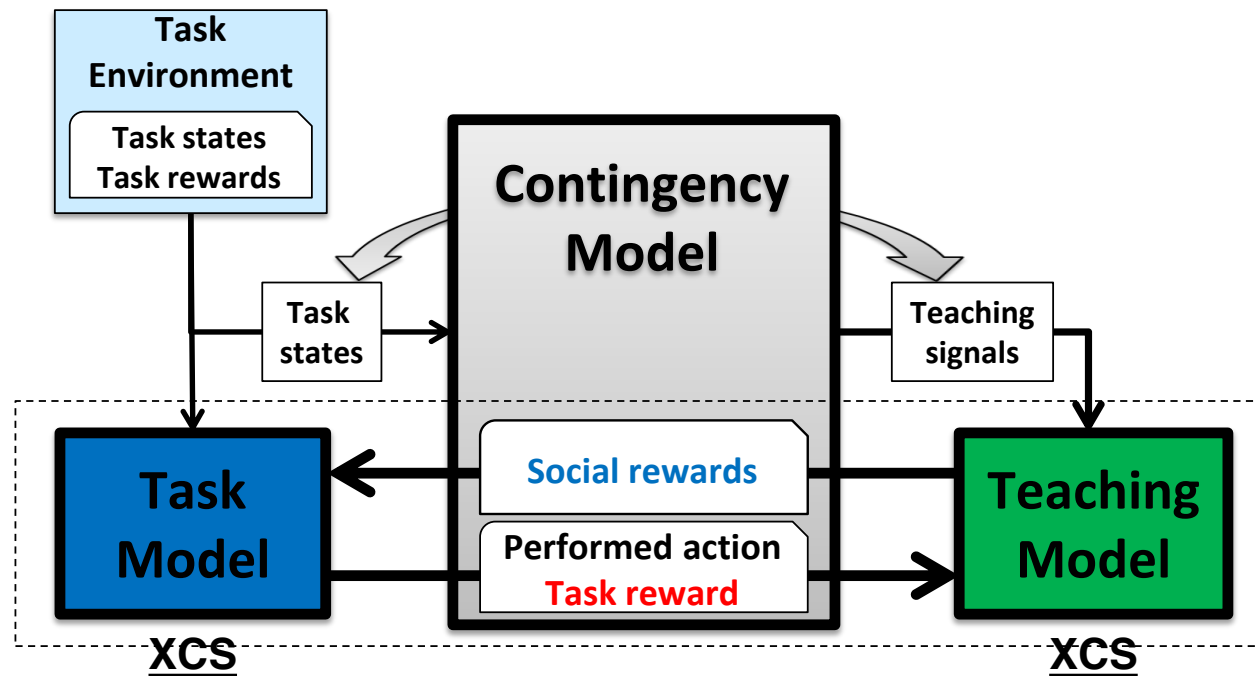 Task
Environment
Task states
Task rewards
Contingency
Model
Task
states
Teaching
signals
Task
Model
Social rewards
Performed action
Task reward
Teaching
Model
XCS
XCS